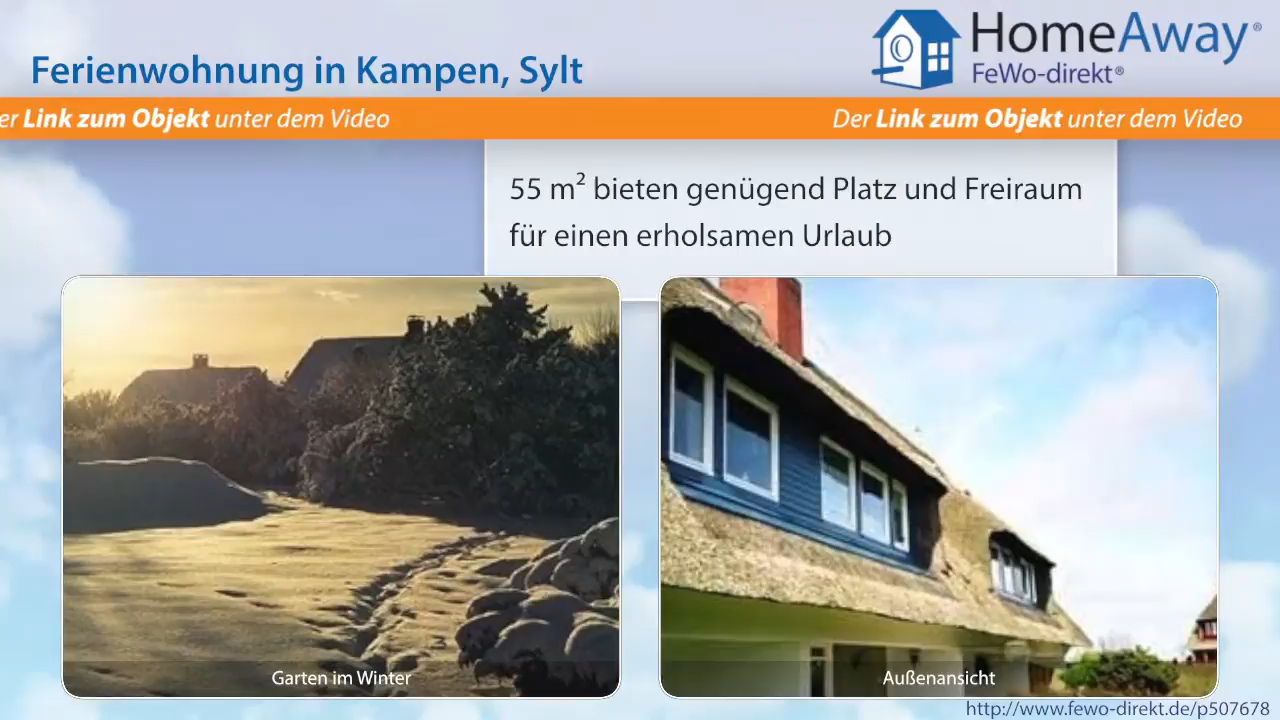 Ferienwohnung in Kampen, Sylt
HomeAway®
FeWo-direkt®
er Link zum Objekt unter dem Video
Der Link zum Objekt unter dem Video
55 m² bieten genügend Platz und Freiraum
für einen erholsamen Urlaub
Garten im Winter
Außenansicht
http://www.fewo-direkt.de/p507678